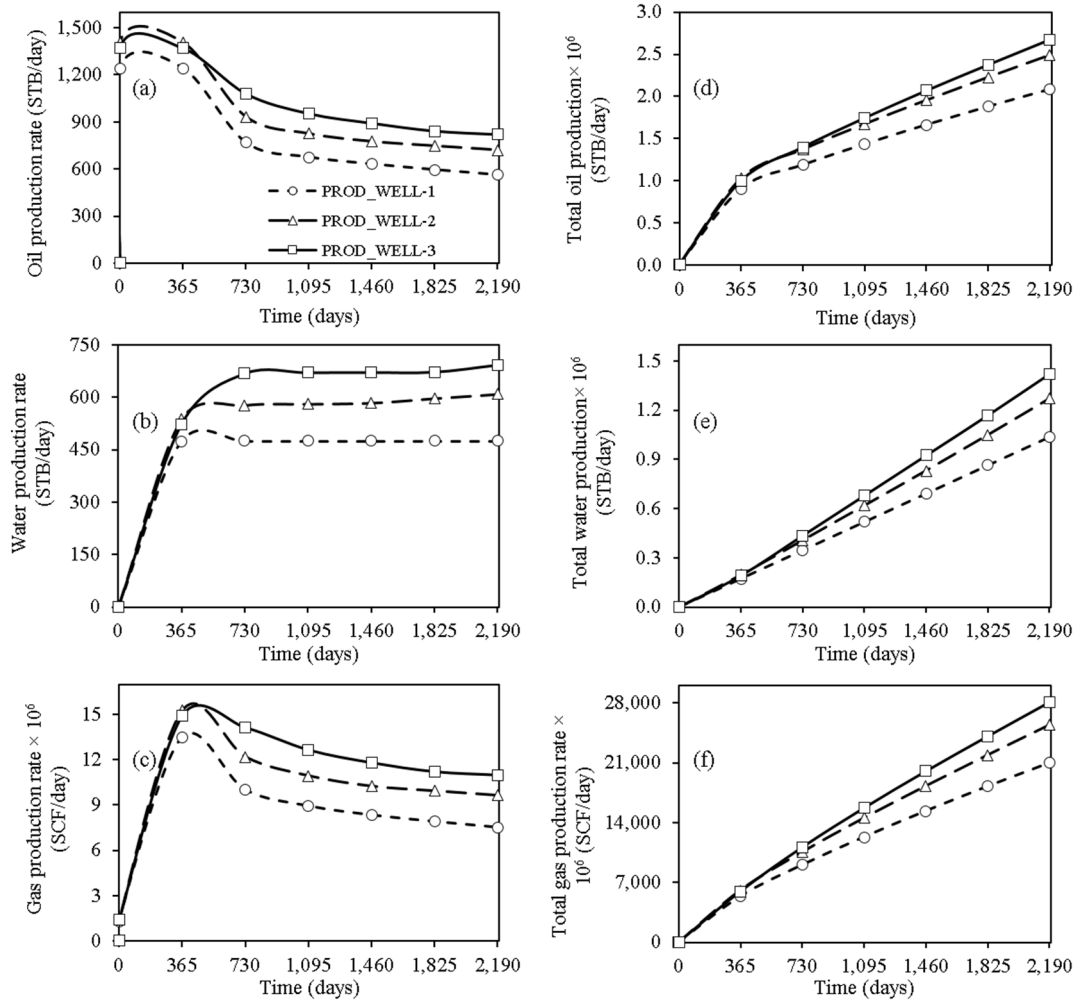 Oil production rate (STB/day)
1,500
1,200
900
600
300
0
(a)
PROD_WELL-1
PROD_WELL-2
PROD_WELL-3
0 365 730 1,095 1,460 1,825 2,190
Time (days)
Total oil production× 10⁶
(STB/day)
3.0
2.5
2.0
1.5
1.0
0.5
0.0
(d)
0 365 730 1,095 1,460 1,825 2,190
Time (days)
Water production rate
(STB/day)
750
600
450
300
150
0
(b)
0 365 730 1,095 1,460 1,825 2,190
Time (days)
Total water production× 10⁶
(STB/day)
1.5
1.2
0.9
0.6
0.3
0.0
(e)
0 365 730 1,095 1,460 1,825 2,190
Time (days)
Gas production rate × 10⁶
(SCF/day)
15
12
9
6
3
0
(c)
0 365 730 1,095 1,460 1,825 2,190
Time (days)
Total gas production rate ×
10⁶ (SCF/day)
28,000
21,000
14,000
7,000
0
(f)
0 365 730 1,095 1,460 1,825 2,190
Time (days)